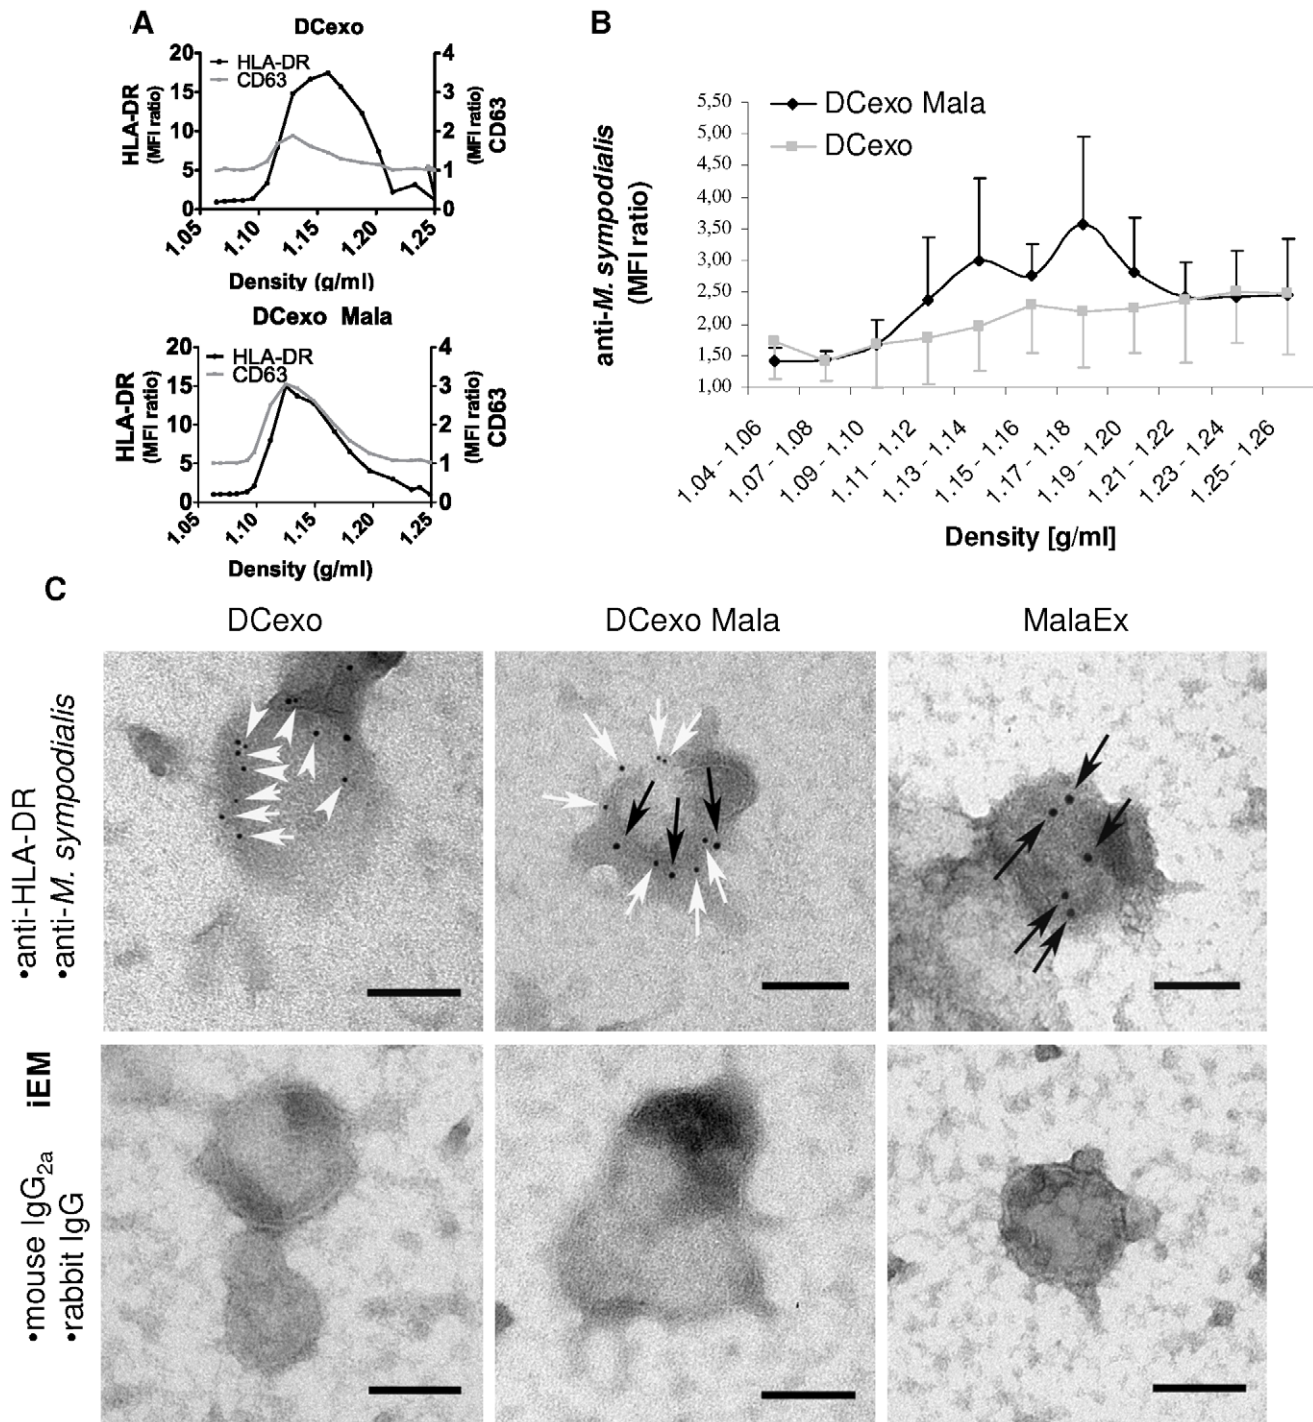 A
DCexo
HLA-DR
CD63
20
15
10
5
0
4
3
2
1
0
HLA-DR
(MFI ratio)
(MFI ratio)
CD63
1.05
1.10
1.15
1.20
1.25
Density (g/ml)
DCexo Mala
HLA-DR
CD63
20
15
10
5
0
4
3
2
1
0
HLA-DR
(MFI ratio)
(MFI ratio)
CD63
1.05
1.10
1.15
1.20
1.25
Density (g/ml)
B
DCexo Mala
DCexo
anti-M. sympodialis
(MFI ratio)
5,50
5,00
4,50
4,00
3,50
3,00
2,50
2,00
1,50
1,00
1.04 - 1.06
1.07 - 1.08
1.09 - 1.10
1.11 - 1.12
1.13 - 1.14
1.15 - 1.16
1.17 - 1.18
1.19 - 1.20
1.21 - 1.22
1.23 - 1.24
1.25 - 1.26
Density [g/ml]
C
DCexo
DCexo Mala
MalaEx
•anti-HLA-DR
•anti-M. sympodialis
iEM
•mouse IgG2a
•rabbit IgG